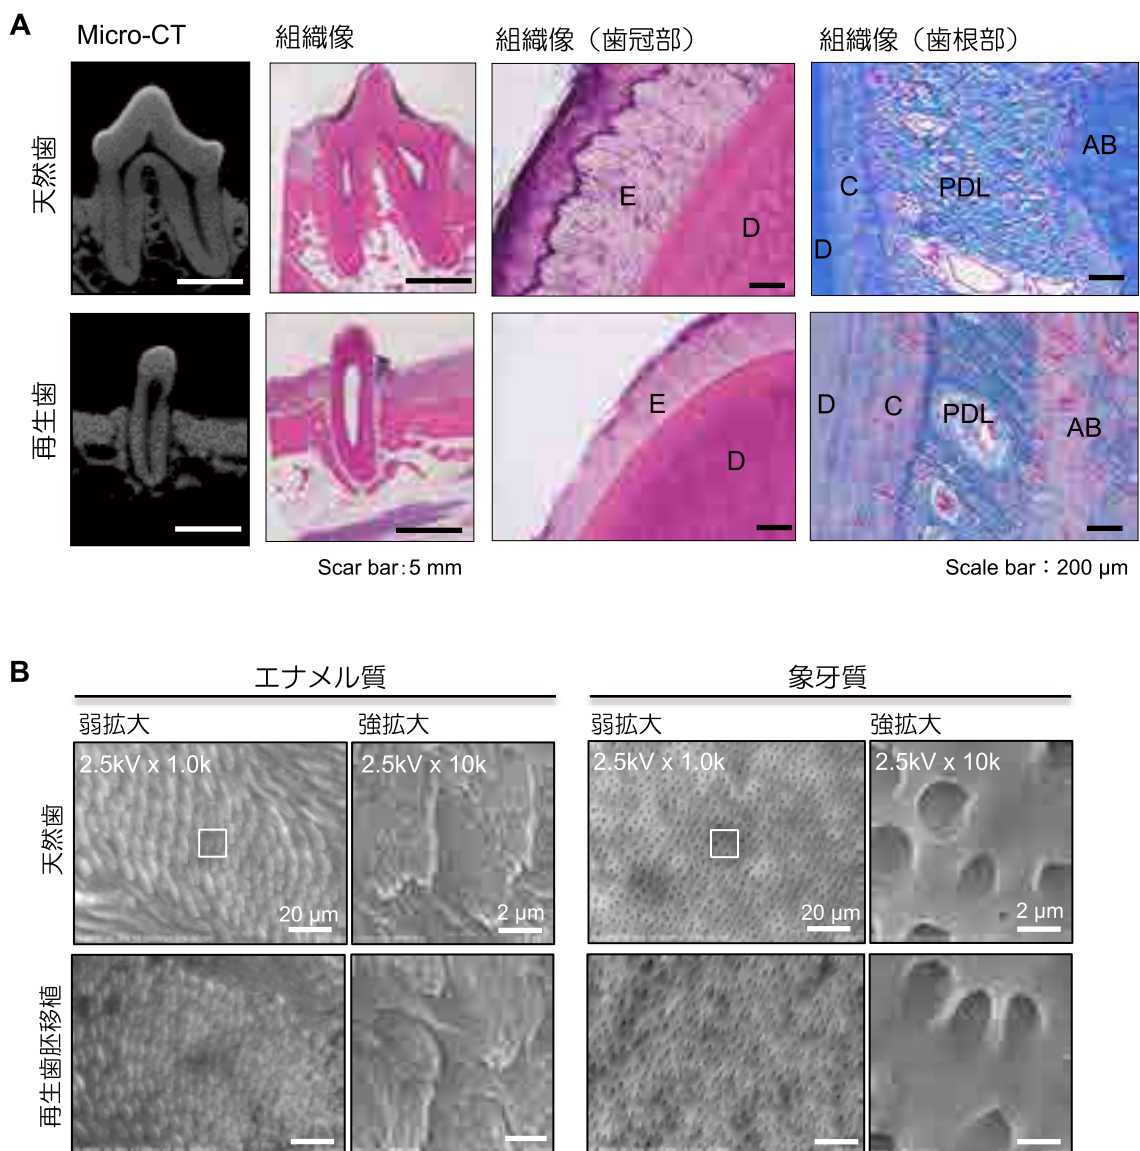 A
Micro-CT
組織像
組織像（歯冠部）
組織像（歯根部）
天然歯
E
D
C
PDL
AB
D
再生歯
E
D
D
C
PDL
AB
Scar bar：5 mm
Scale bar：200 µm
B
エナメル質
象牙質
弱拡大
強拡大
弱拡大
強拡大
天然歯
2.5kV x 1.0k
20 µm
2.5kV x 10k
2 µm
2.5kV x 1.0k
20 µm
2.5kV x 10k
2 µm
再生歯胚移植